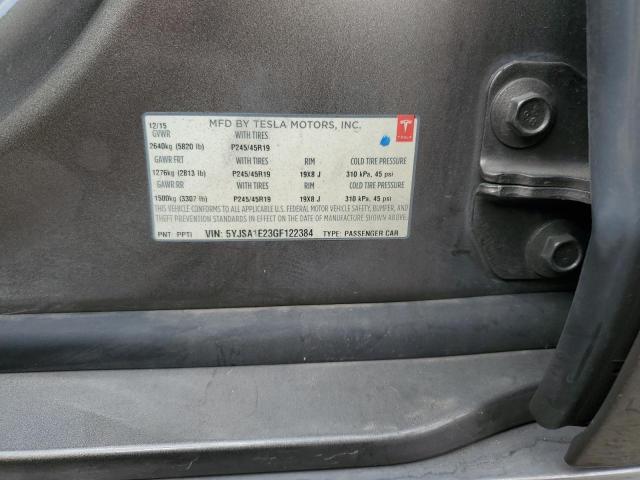 12/15 MFD BY TESLA MOTORS, INC.
GVWR WITH TIRES
2640kg (5820 lb) P245/45R19
GAWR FRT WITH TIRES RIM COLD TIRE PRESSURE
1276kg (2813 lb) P245/45R19 19X8 J 310 kPa, 45 psi
GAWR RR WITH TIRES RIM COLD TIRE PRESSURE
1500kg (3307 lb) P245/45R19 19X8 J 310 kPa, 45 psi
THIS VEHICLE CONFORMS TO ALL APPLICABLE U.S. FEDERAL MOTOR VEHICLE SAFETY, BUMPER, AND
THEFT PREVENTION STANDARDS IN EFFECT ON THE DATE OF MANUFACTURE SHOWN ABOVE.
PNT: PPTI VIN: 5YJSA1E23GF122384 TYPE: PASSENGER CAR
TESLA